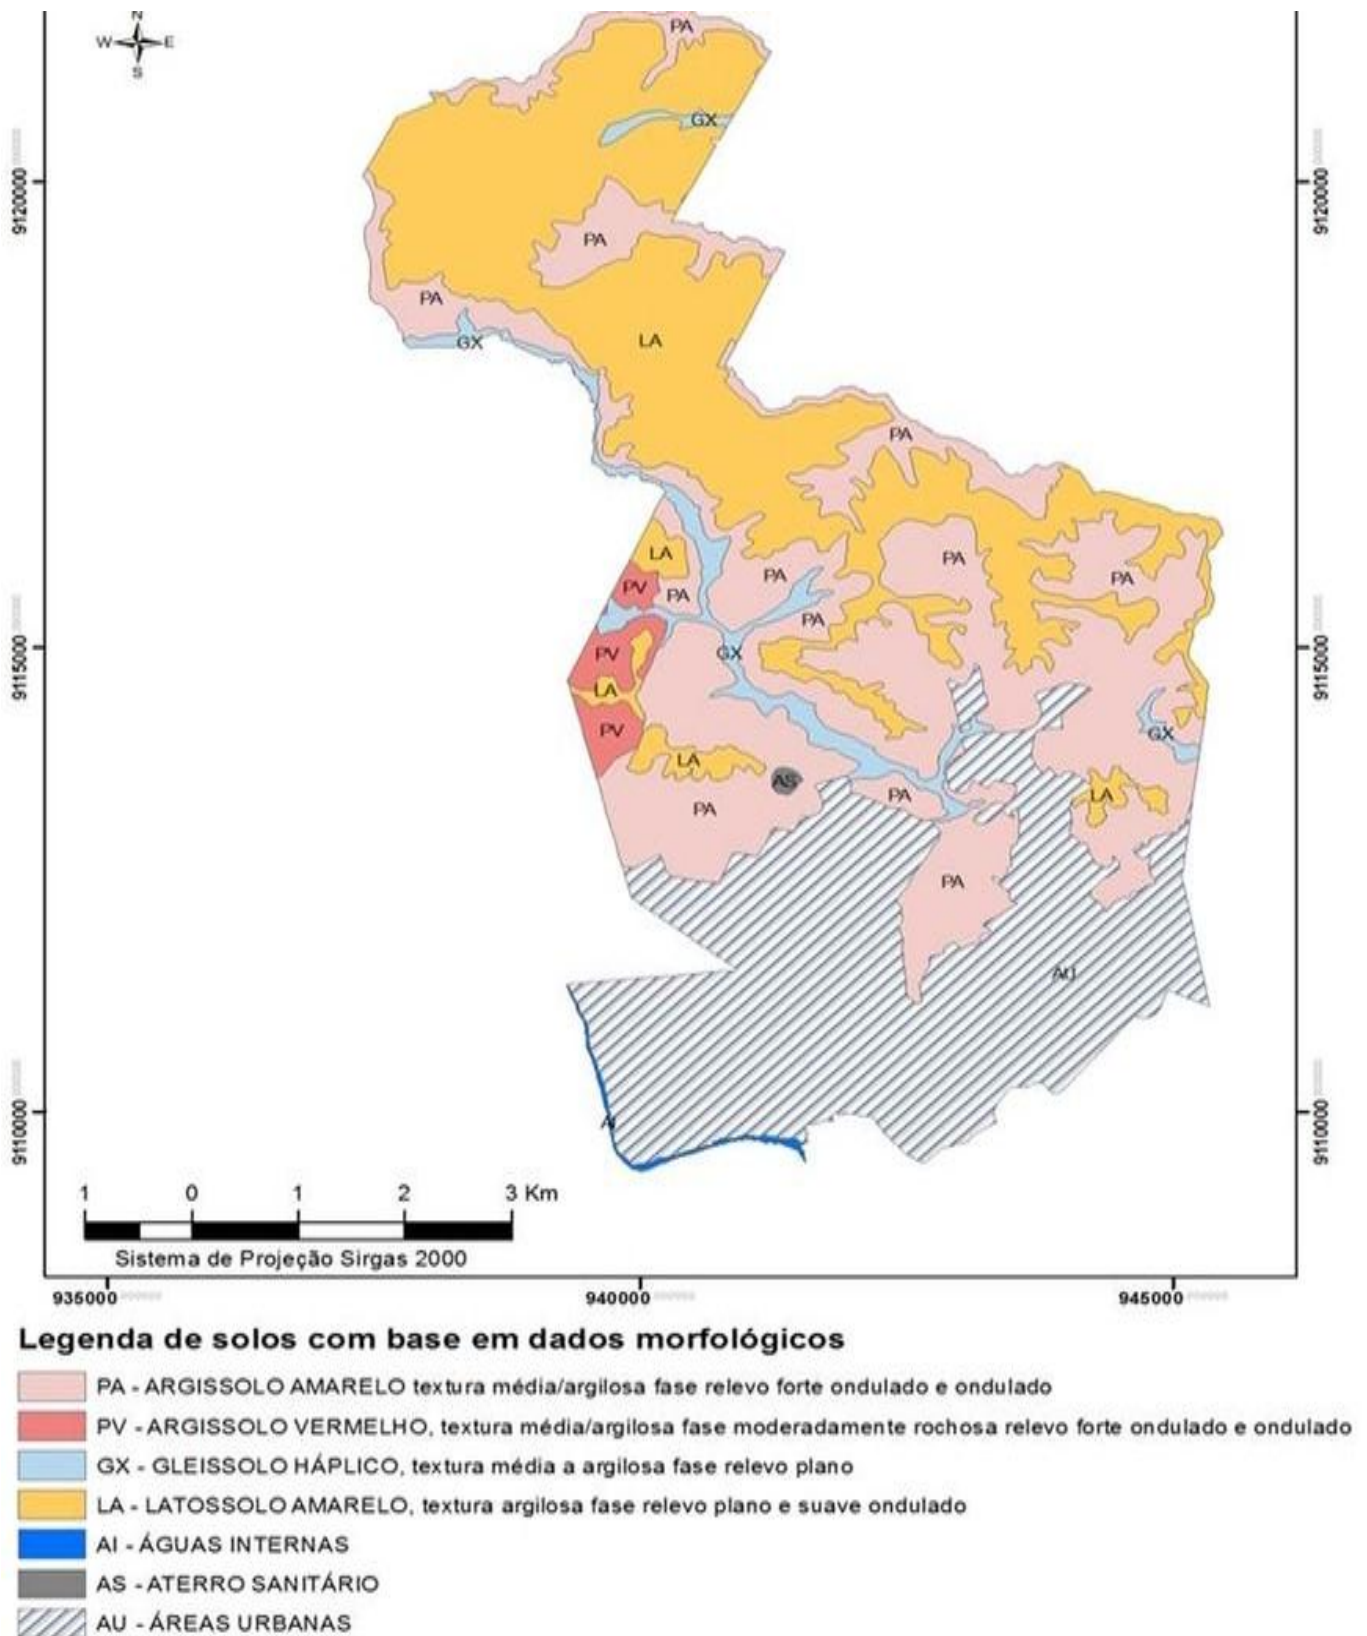 N
W E
S
PA
GX
9120000 9120000
PA
PA
GX
LA
PA
LA
PA
PA
PV
PA
PA
PA
9115000 9115000
PV
GX
LA
PV
GX
LA
AS
PA
LA
PA
PA
AU
AI
9110000 9110000
1 0 1 2 3 Km
Sistema de Projeção Sirgas 2000
935000 940000 945000
Legenda de solos com base em dados morfológicos
PA - ARGISSOLO AMARELO textura média/argilosa fase relevo forte ondulado e ondulado
PV - ARGISSOLO VERMELHO, textura média/argilosa fase moderadamente rochosa relevo forte ondulado e ondulado
GX - GLEISSOLO HÁPLICO, textura média a argilosa fase relevo plano
LA - LATOSSOLO AMARELO, textura argilosa fase relevo plano e suave ondulado
AI - ÁGUAS INTERNAS
AS - ATERRO SANITÁRIO
AU - ÁREAS URBANAS